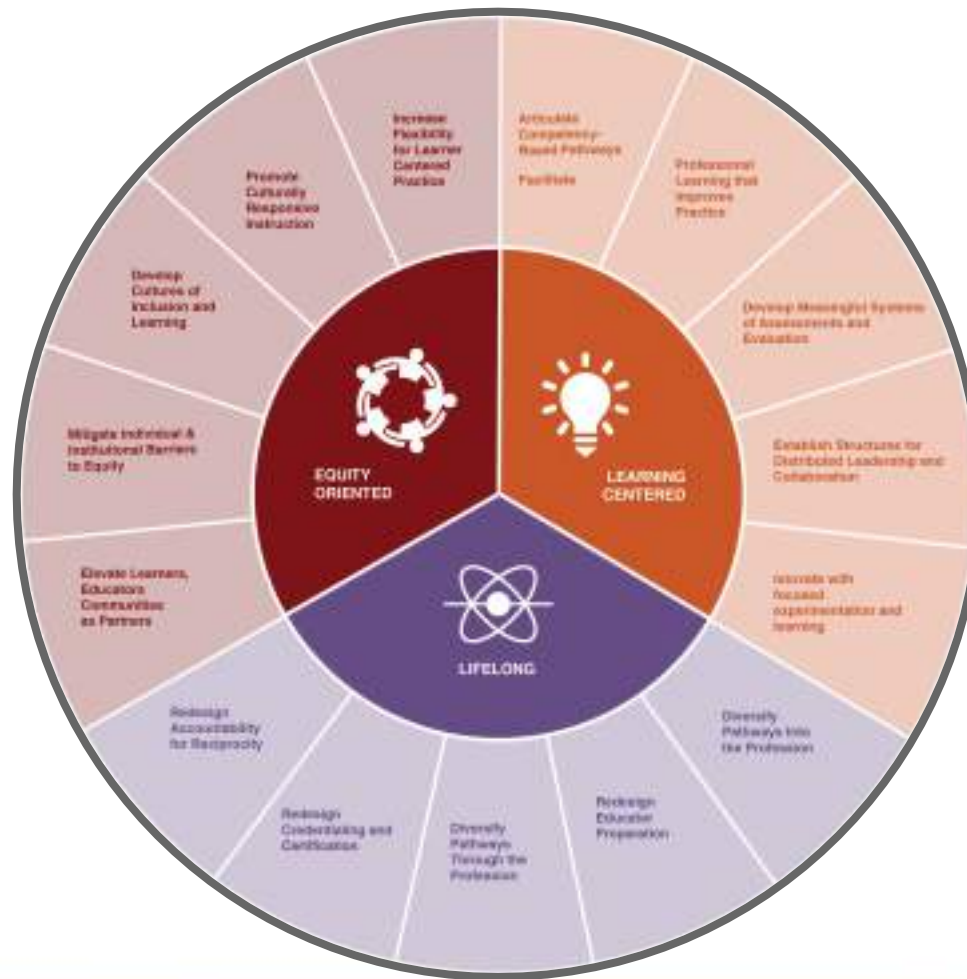 Increase
Flexibility
for Learner
Centered
Practice
Articulate
Competency-
Based Pathways
Facilitate
Professional
Learning that
Improves
Practice
Develop Meaningful Systems
of Assessments and
Evaluation
Establish Structures for
Distributed Leadership and
Collaboration
Innovate with
focused
experimentation and
learning
Diversify
Pathways Into
the Profession
Redesign
Educator
Preparation
Diversify
Pathways
Through the
Profession
Redesign
Credentialing and
Certification
Redesign
Accountability
for Reciprocity
Elevate Learners,
Educators
Communities
as Partners
Mitigate Individual &
Institutional Barriers
to Equity
Develop
Cultures of
Inclusion and
Learning
Promote
Culturally
Responsive
Instruction
EQUITY
ORIENTED
LEARNING
CENTERED
LIFELONG